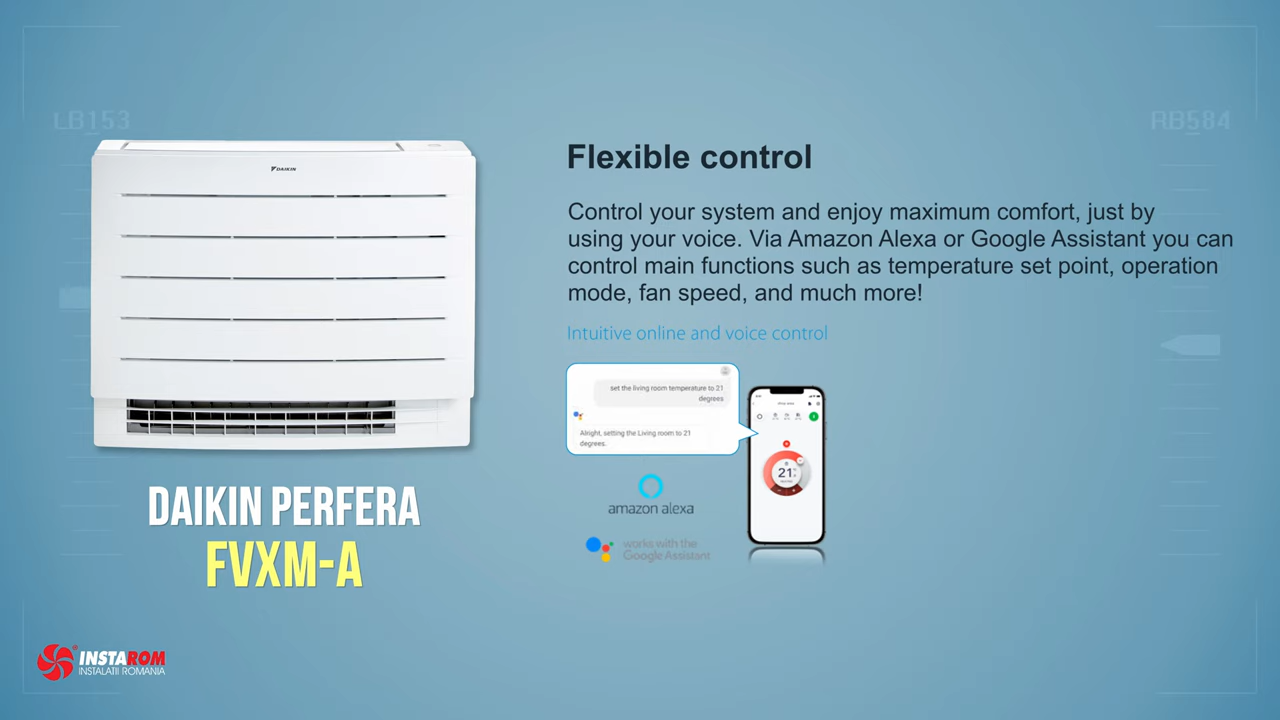 LB153
RB584
DAIKIN
Flexible control
Control your system and enjoy maximum comfort, just by
using your voice. Via Amazon Alexa or Google Assistant you can
control main functions such as temperature set point, operation
mode, fan speed, and much more!
Intuitive online and voice control
set the living room temperature to 21
degrees
Alright, setting the Living room to 21
degrees.
21
amazon alexa
works with the
Google Assistant
DAIKIN PERFERA
FVXM-A
INSTAROM
INSTALATII ROMANIA